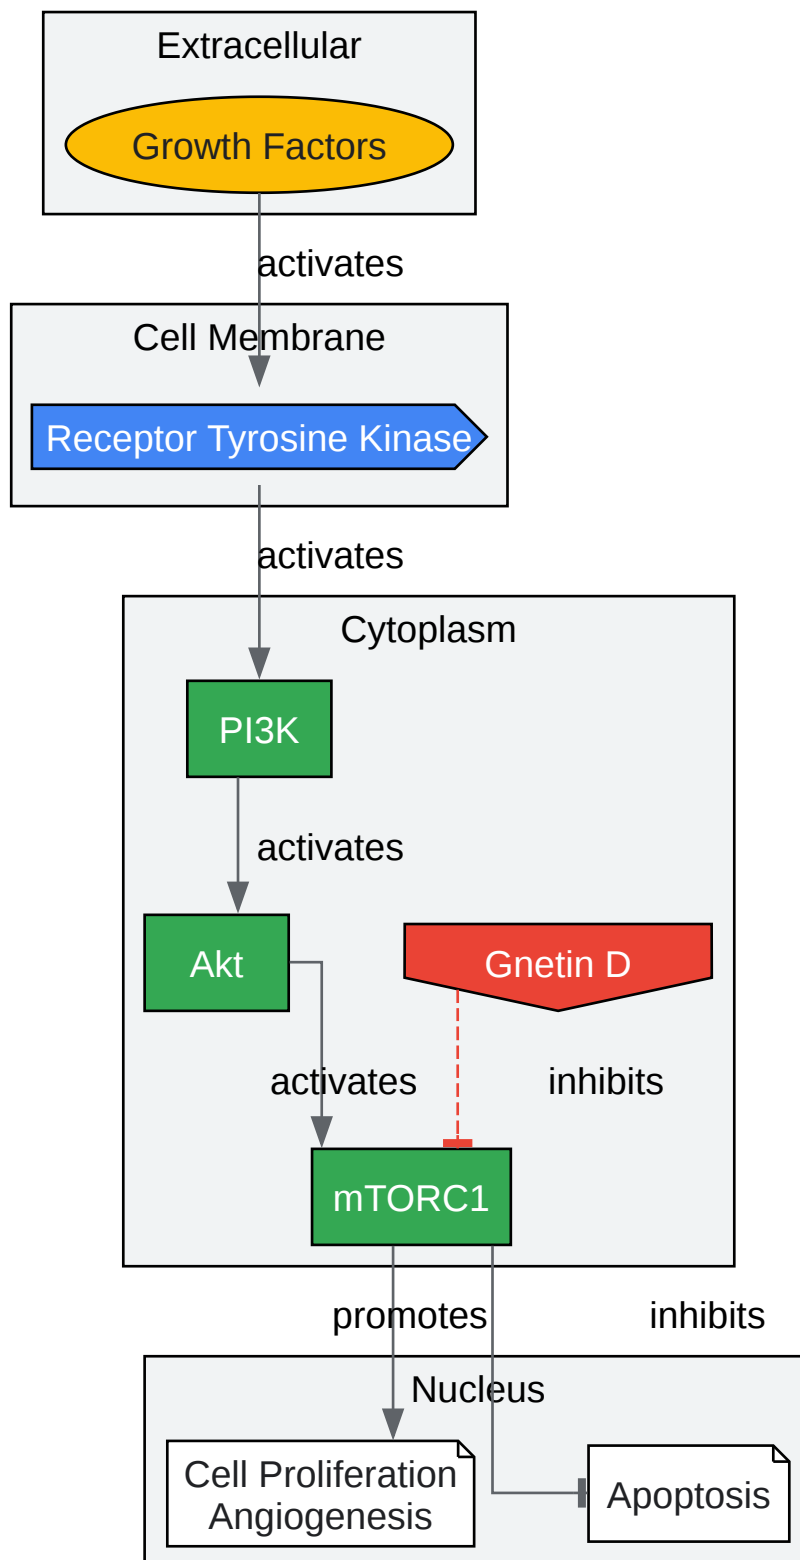 Extracellular
Growth Factors
activates
Cell Membrane
Receptor Tyrosine Kinase
activates
Cytoplasm
PI3K
activates
Akt
Gnetin D
activates
inhibits
mTORC1
promotes
inhibits
Nucleus
Cell Proliferation
Angiogenesis
Apoptosis